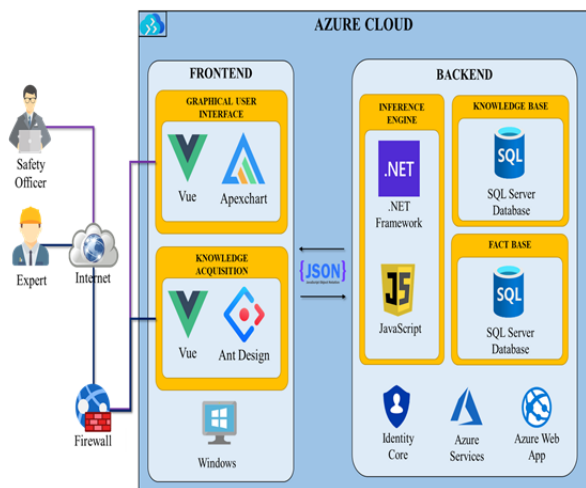 AZURE CLOUD
FRONTEND
GRAPHICAL USER
INTERFACE
Vue
Apexchart
KNOWLEDGE
ACQUISITION
Vue
Ant Design
Windows
{JSON}
BACKEND
INFERENCE
ENGINE
.NET
.NET
Framework
JS
JavaScript
KNOWLEDGE BASE
SQL
SQL Server
Database
FACT BASE
SQL
SQL Server
Database
Identity
Core
Azure
Services
Azure Web
App
Safety
Officer
Expert
Internet
Firewall